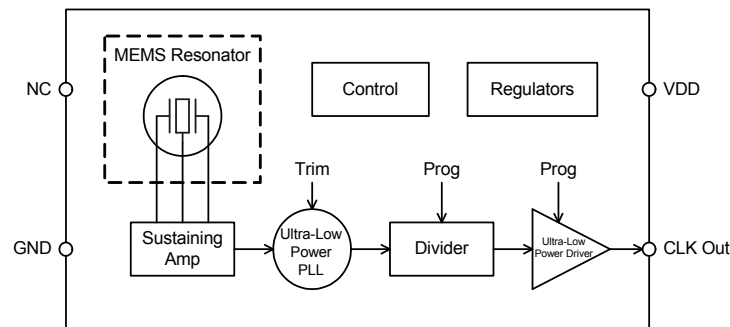 MEMS Resonator
NC
Control
Regulators
VDD
Trim
Prog
Prog
GND
Sustaining
Amp
Ultra-Low
Power
PLL
Divider
Ultra-Low
Power Driver
CLK Out